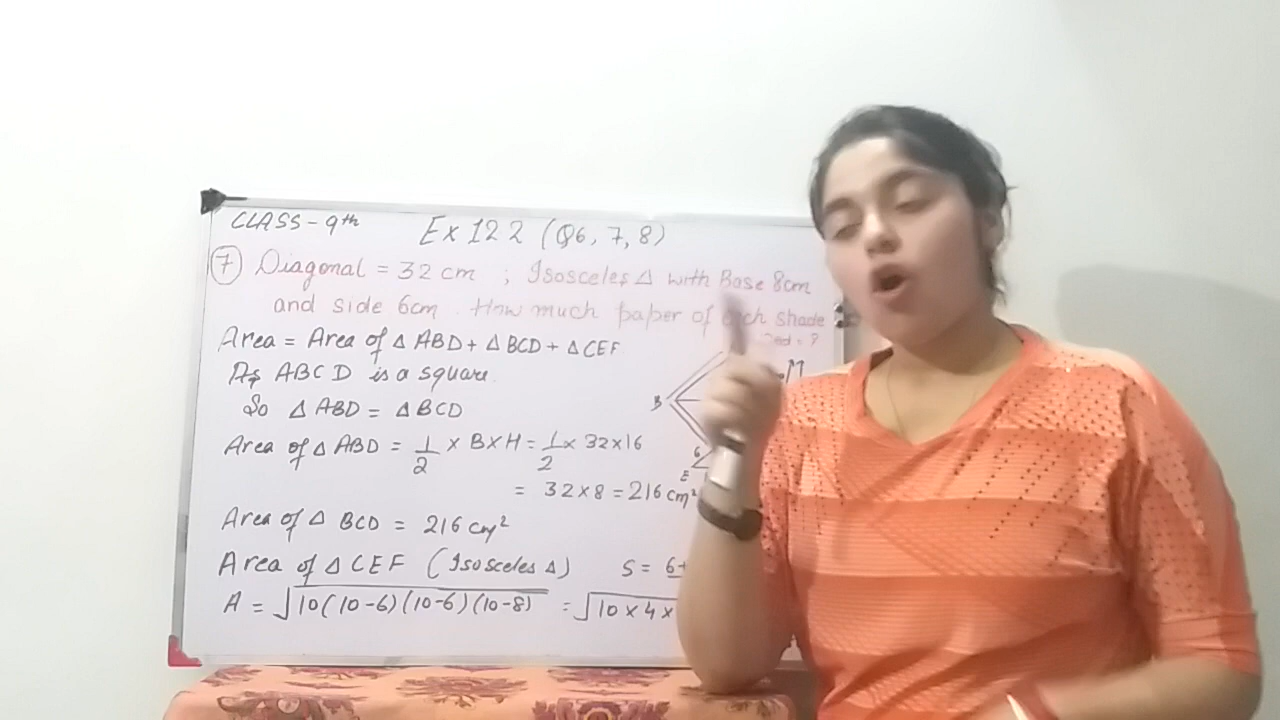 CLASS - 9th
Ex 12 2 (Q6, 7, 8)
(7) Diagonal = 32 cm ; Isosceles Δ with Base 8cm
and side 6cm. How much paper of each shade
Area = Area of Δ ABD + Δ BCD + Δ CEF
As ABCD is a square.
So Δ ABD = Δ BCD
B
M
Area of Δ ABD = 1/2 × B × H = 1/2 × 32 × 16
6
E
= 32 × 8 = 216 cm²
Area of Δ BCD = 216 cm²
Area of Δ CEF (Isosceles Δ) S = 6+
A = √10(10-6)(10-6)(10-8) = √10 × 4 ×